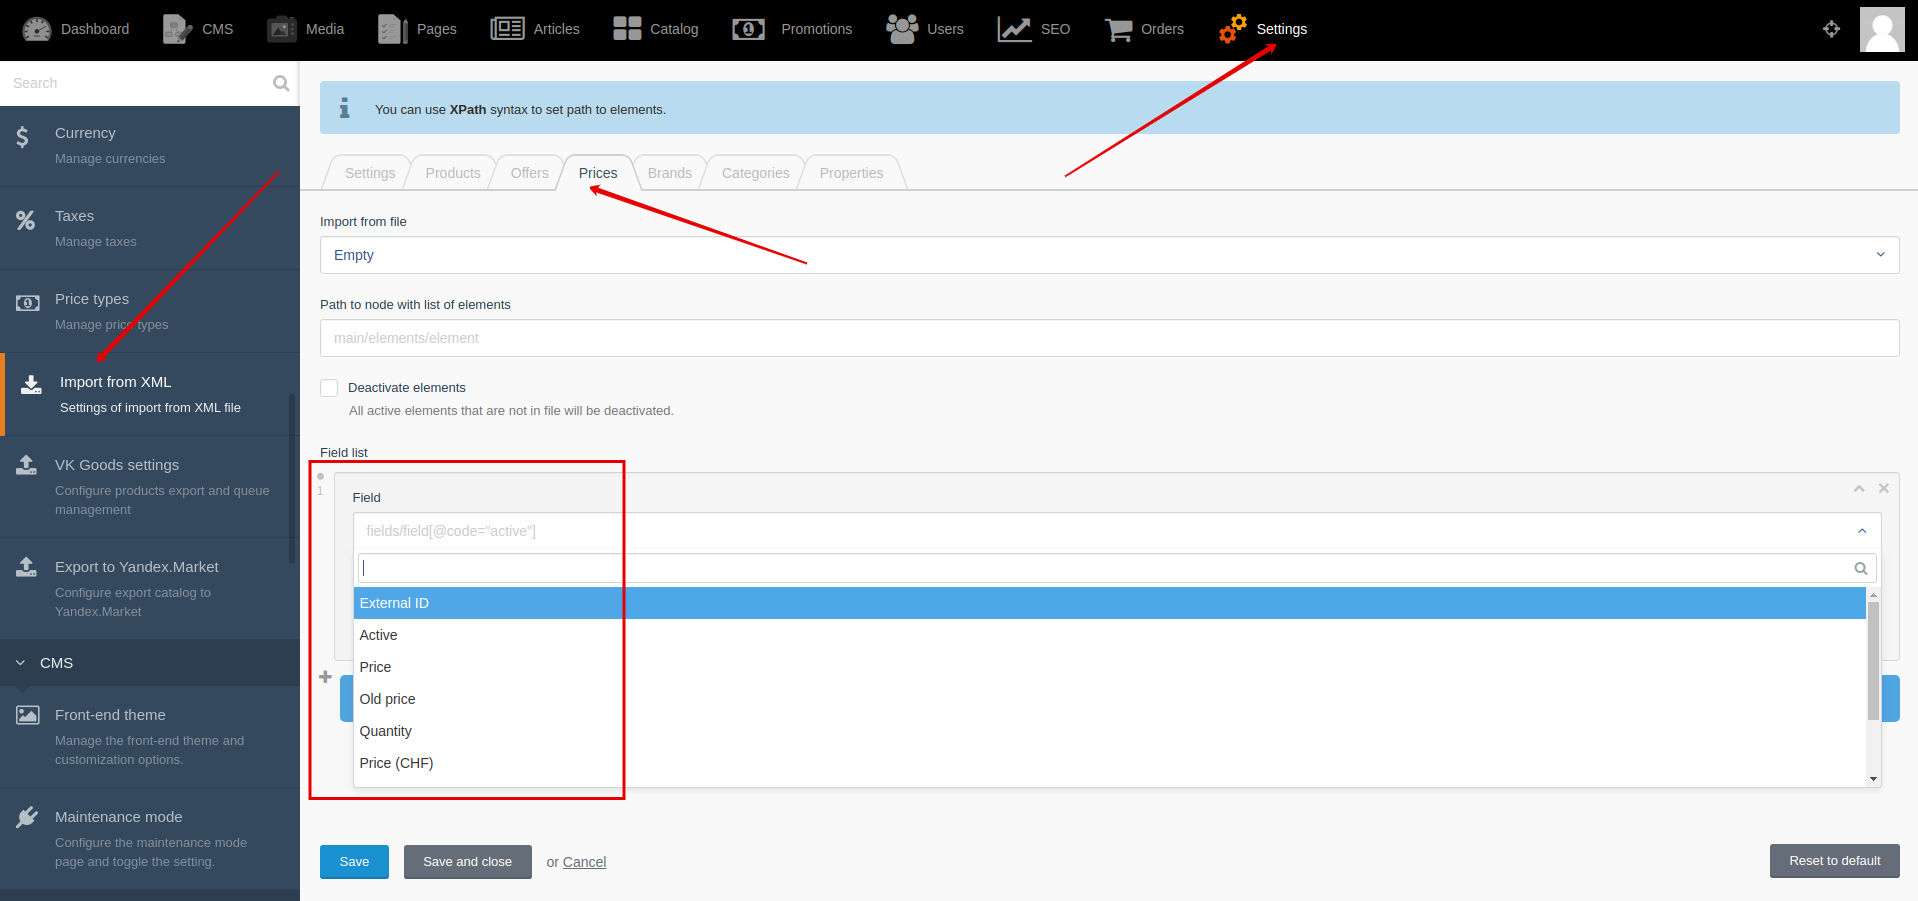 Dashboard
CMS
Media
Pages
Articles
Catalog
Promotions
Users
SEO
Orders
Settings
Search
Currency
Manage currencies
Taxes
Manage taxes
Price types
Manage price types
Import from XML
Settings of import from XML file
VK Goods settings
Configure products export and queue
management
Export to Yandex.Market
Configure export catalog to
Yandex.Market
CMS
Front-end theme
Manage the front-end theme and
customization options.
Maintenance mode
Configure the maintenance mode
page and toggle the setting.
You can use XPath syntax to set path to elements.
Settings
Products
Offers
Prices
Brands
Categories
Properties
Import from file
Empty
Path to node with list of elements
main/elements/element
Deactivate elements
All active elements that are not in file will be deactivated.
Field list
1
Field
fields/field[@code="active"]
External ID
Active
Price
Old price
Quantity
Price (CHF)
Save
Save and close
or Cancel
Reset to default